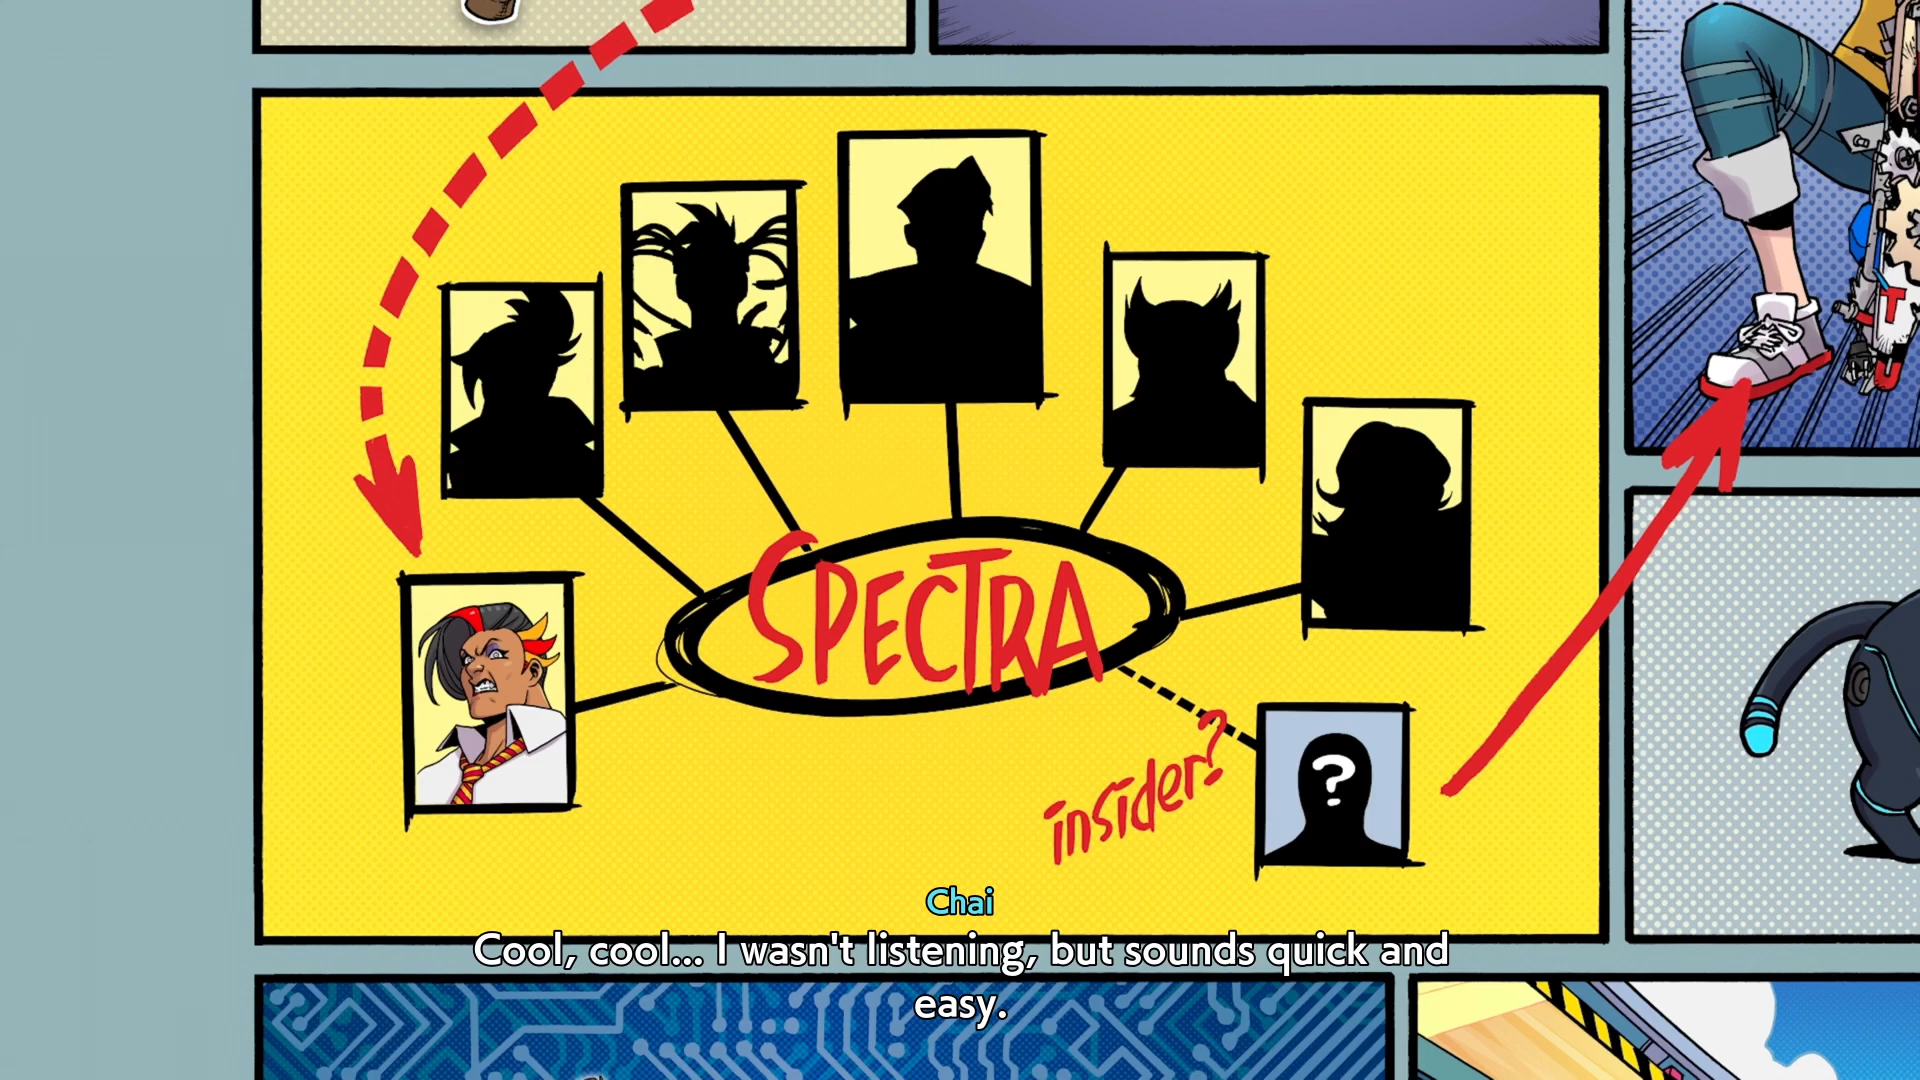 SPECTRA
insider?
?
T
Chai
Cool, cool... I wasn't listening, but sounds quick and
easy.